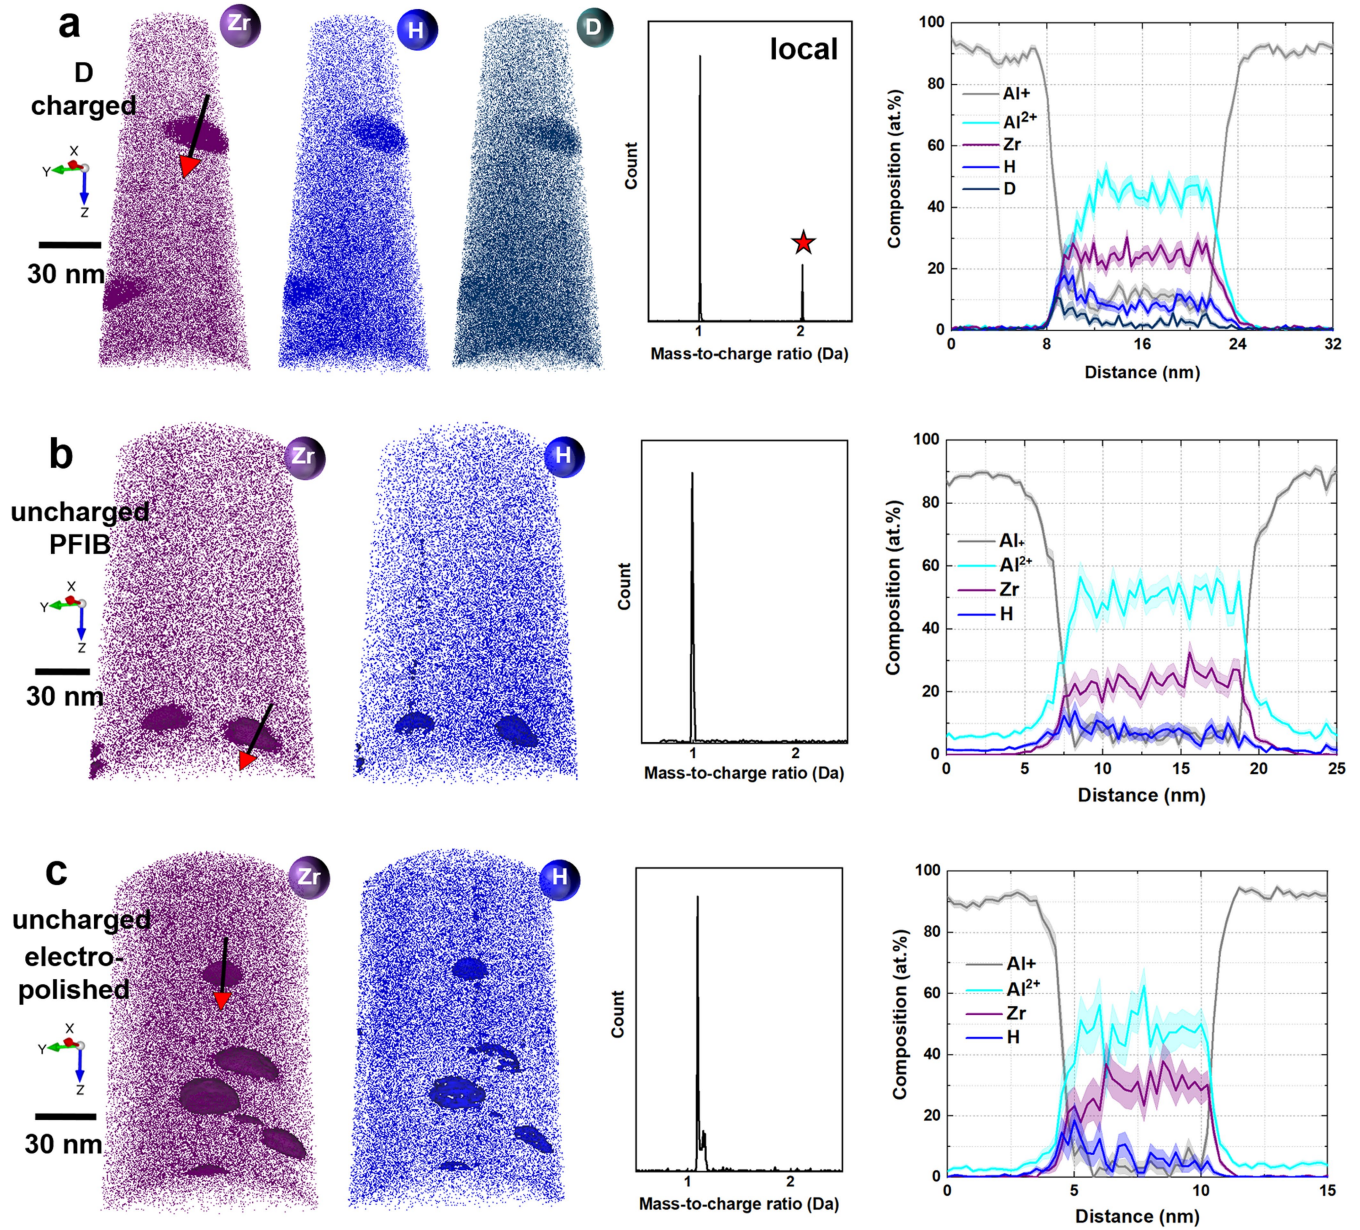 a
D
charged
Zr
H
D
X
Y
Z
30 nm
local
Count
1
2
Mass-to-charge ratio (Da)
Composition (at.%)
100
80
60
40
20
0
Al+
Al2+
Zr
H
D
0 8 16 24 32
Distance (nm)
b
uncharged
PFIB
Zr
H
X
Y
Z
30 nm
Count
1
2
Mass-to-charge ratio (Da)
Composition (at.%)
100
80
60
40
20
0
Al+
Al2+
Zr
H
0 5 10 15 20 25
Distance (nm)
c
uncharged
electro-
polished
Zr
H
X
Y
Z
30 nm
Count
1
2
Mass-to-charge ratio (Da)
Composition (at.%)
100
80
60
40
20
0
Al+
Al2+
Zr
H
0 5 10 15
Distance (nm)